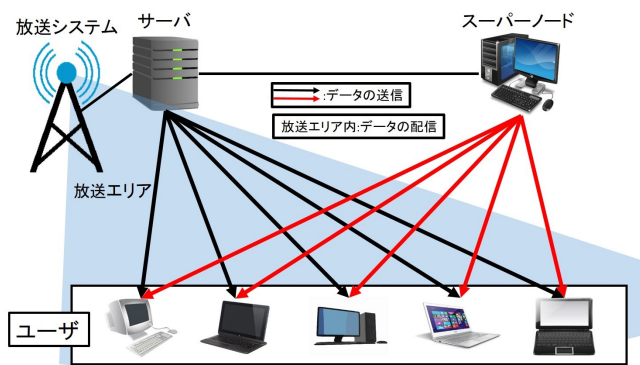 サーバ
スーパーノード
放送システム
:データの送信
放送エリア内:データの配信
放送エリア
ユーザ